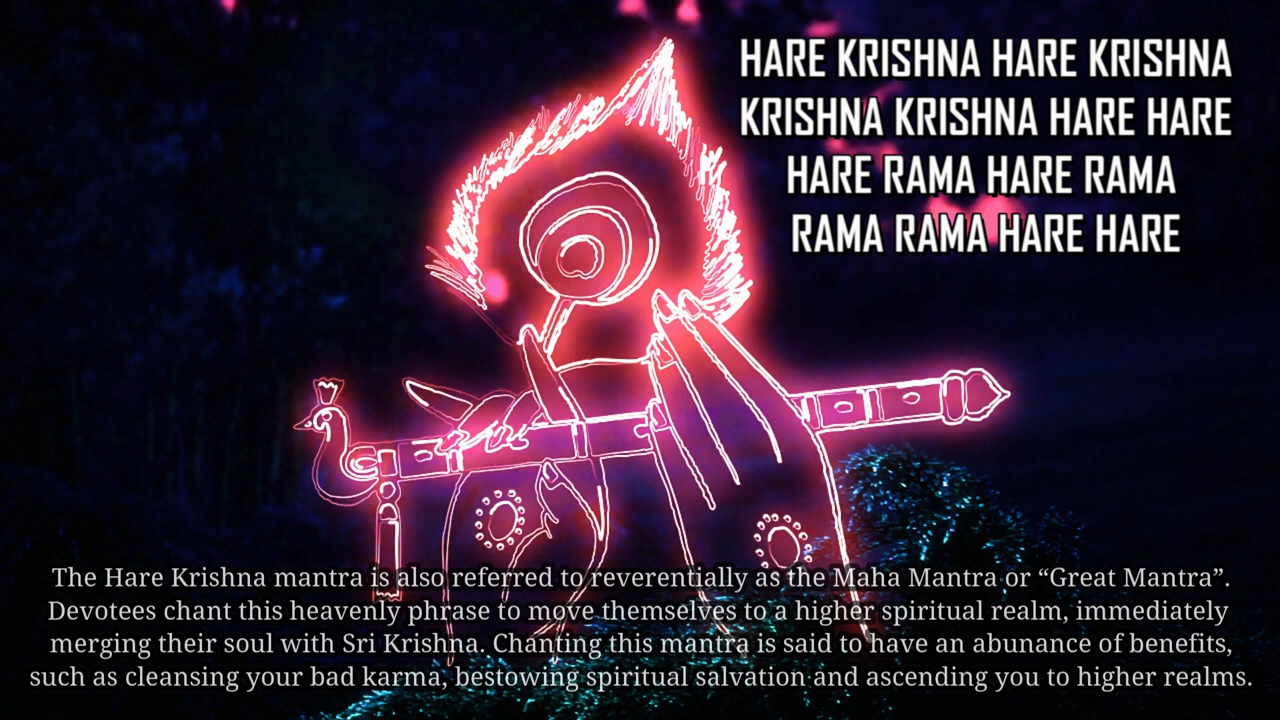 HARE KRISHNA HARE KRISHNA
KRISHNA KRISHNA HARE HARE
HARE RAMA HARE RAMA
RAMA RAMA HARE HARE
The Hare Krishna mantra is also referred to reverentially as the Maha Mantra or “Great Mantra”.
Devotees chant this heavenly phrase to move themselves to a higher spiritual realm, immediately
merging their soul with Sri Krishna. Chanting this mantra is said to have an abunance of benefits,
such as cleansing your bad karma, bestowing spiritual salvation and ascending you to higher realms.